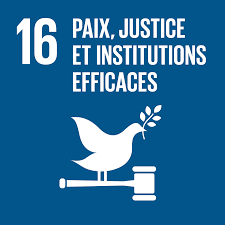 16 PAIX, JUSTICE
ET INSTITUTIONS
EFFICACES